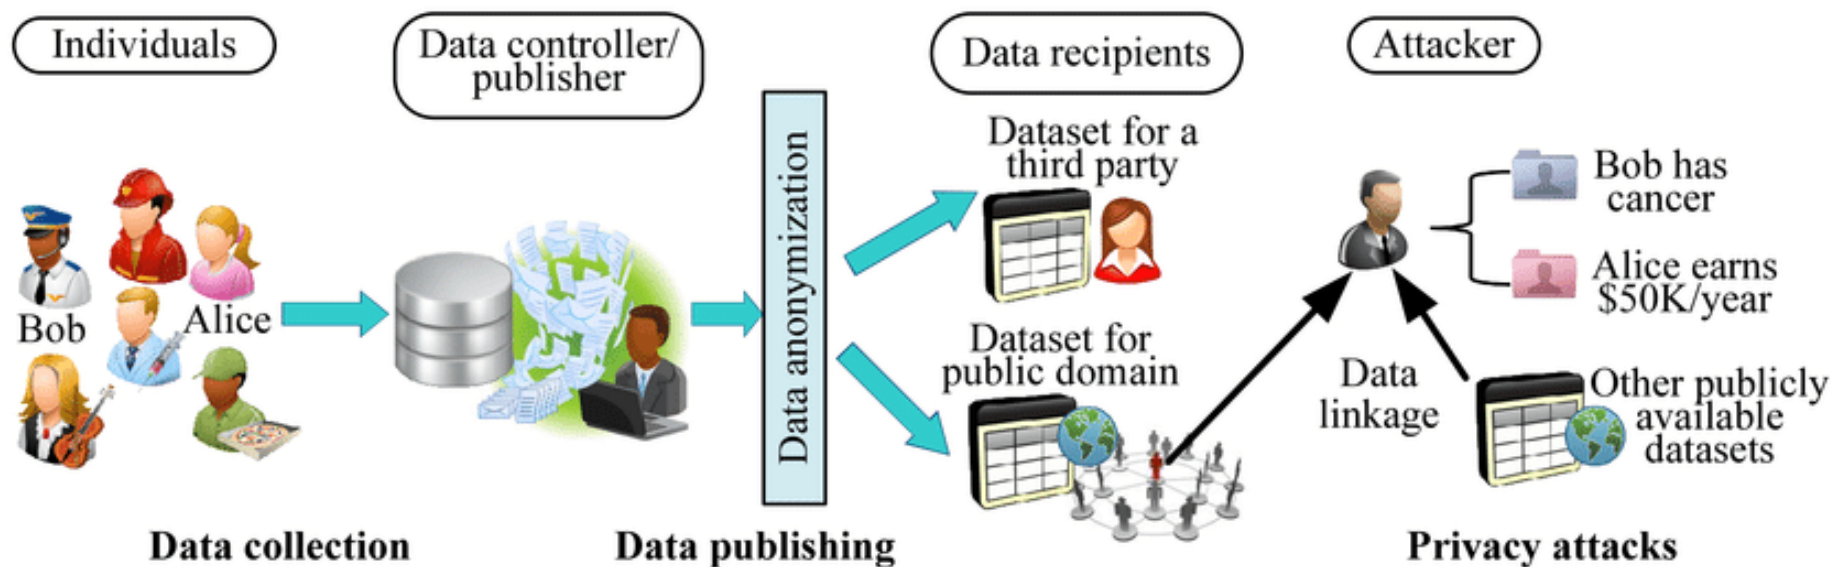 Individuals
Data controller/
publisher
Data recipients
Attacker
Bob
Alice
Data anonymization
Dataset for a
third party
Dataset for
public domain
Bob has
cancer
Alice earns
$50K/year
Data
linkage
Other publicly
available
datasets
Data collection
Data publishing
Privacy attacks